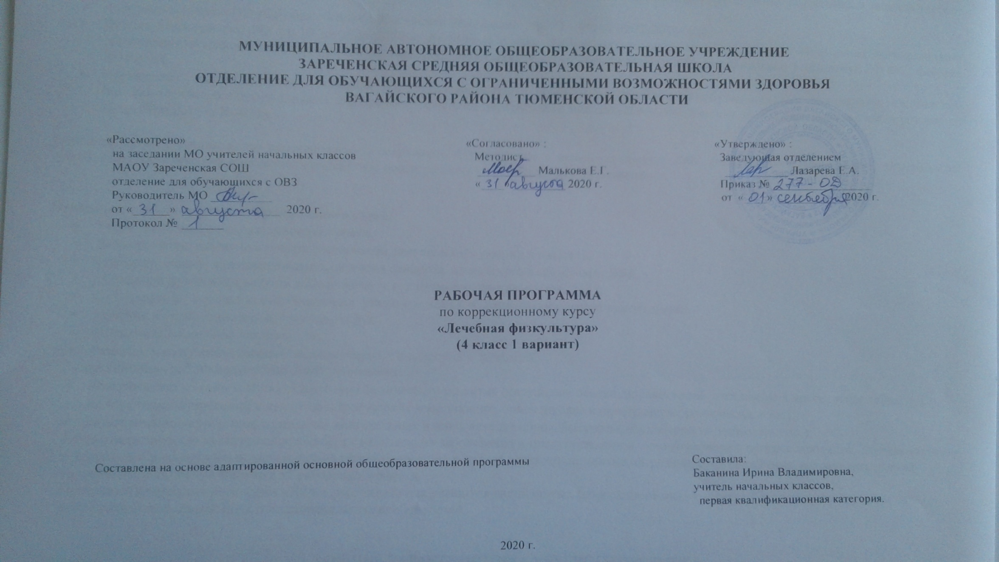 МУНИЦИПАЛЬНОЕ АВТОНОМНОЕ ОБЩЕОБРАЗОВАТЕЛЬНОЕ УЧРЕЖДЕНИЕ
ЗАРЕЧЕНСКАЯ СРЕДНЯЯ ОБЩЕОБРАЗОВАТЕЛЬНАЯ ШКОЛА
ОТДЕЛЕНИЕ ДЛЯ ОБУЧАЮЩИХСЯ С ОГРАНИЧЕННЫМИ ВОЗМОЖНОСТЯМИ ЗДОРОВЬЯ
ВАГАЙСКОГО РАЙОНА ТЮМЕНСКОЙ ОБЛАСТИ
«Рассмотрено»
на заседании МО учителей начальных классов
МАОУ Зареченская СОШ
отделение для обучающихся с ОВЗ
Руководитель МО
от « 31 » августа 2020 г.
Протокол № 1
«Согласовано» :
Методист
Малькова Е.Г.
« 31 » августа 2020 г.
«Утверждено» :
Заведующая отделением
Лазарева Е.А.
Приказ № 277 - ОД
от « 01 » сентября 2020 г.
РАБОЧАЯ ПРОГРАММА
по коррекционному курсу
«Лечебная физкультура»
(4 класс 1 вариант)
Составлена на основе адаптированной основной общеобразовательной программы
Составила:
Баканина Ирина Владимировна,
учитель начальных классов,
первая квалификационная категория.
2020 г.